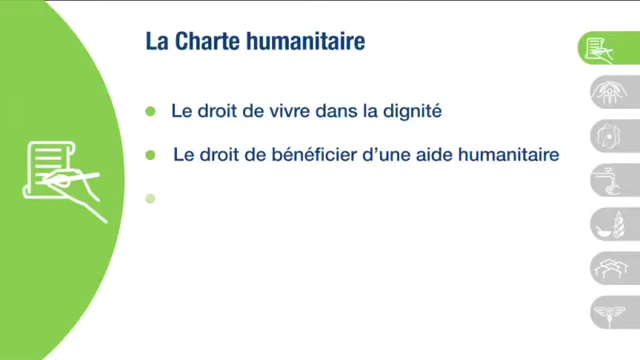 La Charte humanitaire
Le droit de vivre dans la dignité
Le droit de bénéficier d'une aide humanitaire